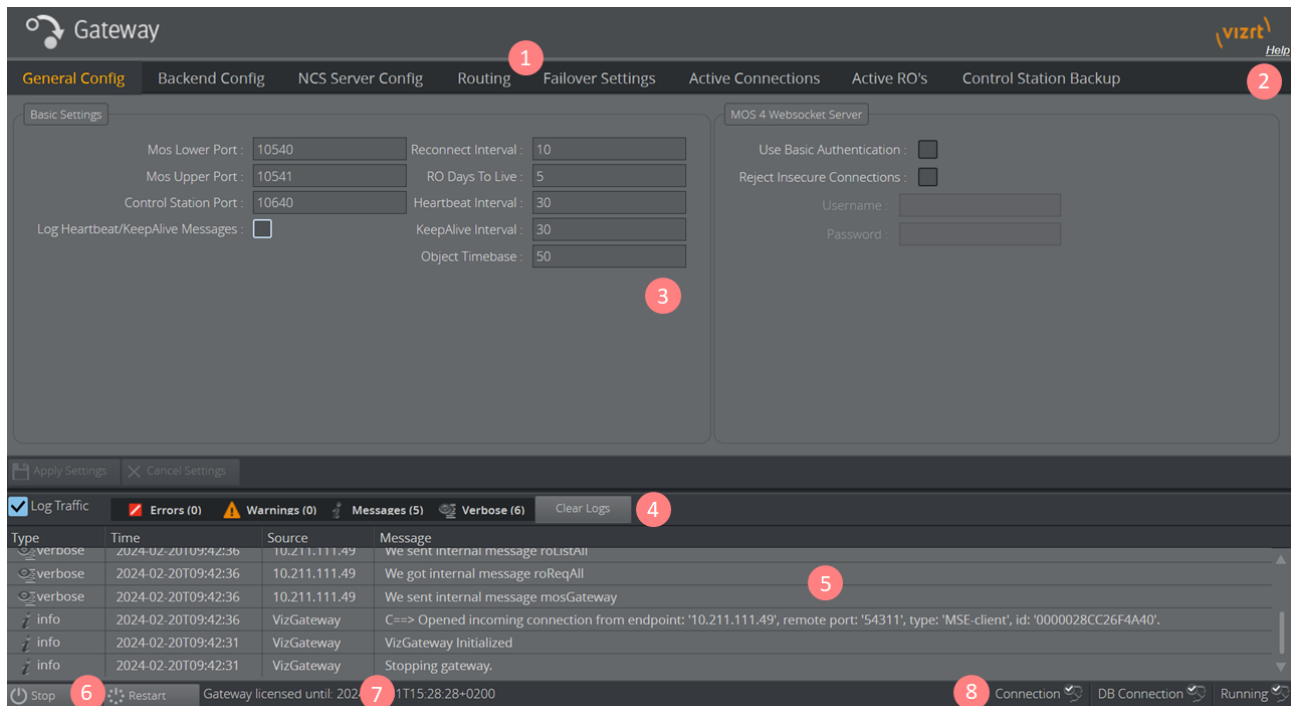 Gateway
vizrt
Help
1
General Config Backend Config NCS Server Config Routing Failover Settings Active Connections Active RO's Control Station Backup
2
Basic Settings
MOS 4 Websocket Server
Mos Lower Port : 10540 Reconnect Interval : 10 Use Basic Authentication :
Mos Upper Port : 10541 RO Days To Live : 5 Reject Insecure Connections :
Control Station Port : 10640 Heartbeat Interval : 30 Username :
Log Heartbeat/KeepAlive Messages : KeepAlive Interval : 30 Password :
Object Timebase : 50
3
Apply Settings Cancel Settings
Log Traffic Errors (0) Warnings (0) Messages (5) Verbose (6) Clear Logs 4
Type Time Source Message
verbose 2024-02-20T09:42:36 10.211.111.49 We sent internal message roListAll
verbose 2024-02-20T09:42:36 10.211.111.49 We got internal message roReqAll
5
verbose 2024-02-20T09:42:36 10.211.111.49 We sent internal message mosGateway
info 2024-02-20T09:42:36 VizGateway C==> Opened incoming connection from endpoint: '10.211.111.49', remote port: '54311', type: 'MSE-client', id: '0000028CC26F4A40'.
info 2024-02-20T09:42:31 VizGateway VizGateway Initialized
info 2024-02-20T09:42:31 VizGateway Stopping gateway.
Stop 6 Restart Gateway licensed until: 202 7 1T15:28:28+0200 8 Connection DB Connection Running